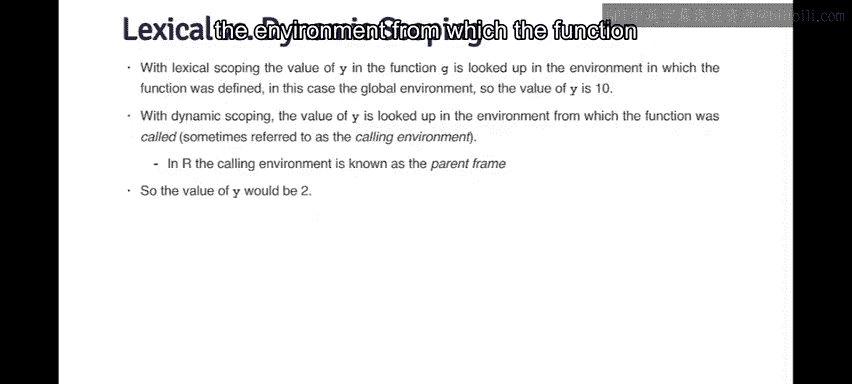 Lexical vs. Dynamic Scoping
the environment from which the function
· With lexical scoping the value of y in the function g is looked up in the environment in which the
function was defined, in this case the global environment, so the value of y is 10.
· With dynamic scoping, the value of y is looked up in the environment from which the function was
called (sometimes referred to as the calling environment).
- In R the calling environment is known as the parent frame
· So the value of y would be 2.